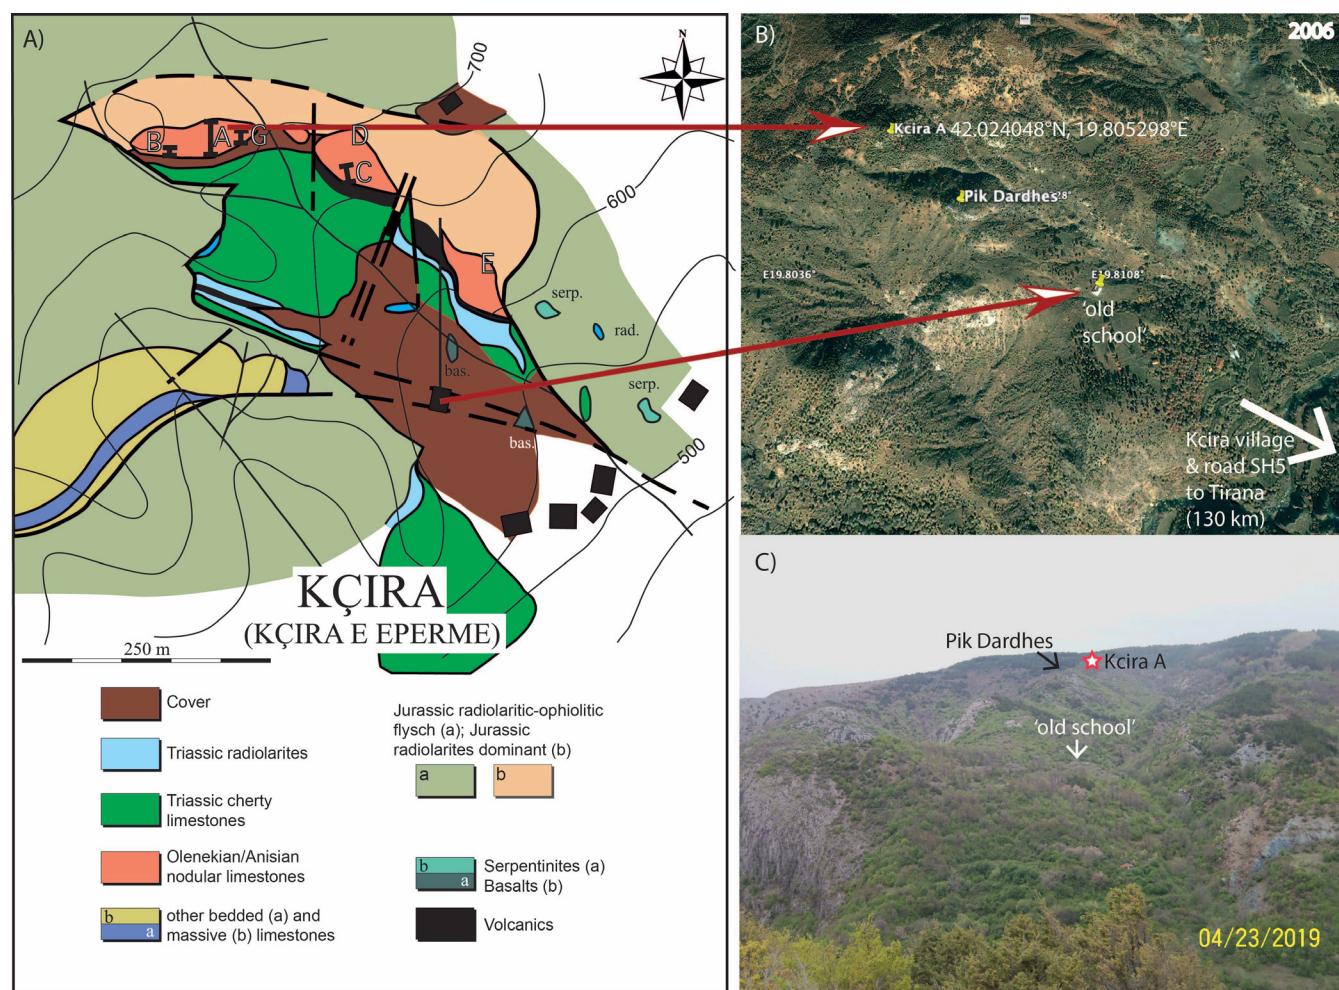 A)
N
700
B
A
G
D
C
600
E
serp.
rad.
bas.
serp.
bas.
500
KÇIRA
(KÇIRA E EPERME)
250 m
Cover
Triassic radiolarites
Triassic cherty
limestones
Olenekian/Anisian
nodular limestones
b
a
other bedded (a) and
massive (b) limestones
Jurassic radiolaritic-ophiolitic
flysch (a); Jurassic
radiolarites dominant (b)
a
b
b
a
Serpentinites (a)
Basalts (b)
Volcanics
B)
2006
Kcira A 42.024048°N, 19.805298°E
Pik Dardhes
E19.8036°
E19.8108°
'old
school'
Kcira village
& road SH5
to Tirana
(130 km)
C)
Pik Dardhes
Kcira A
'old school'
04/23/2019